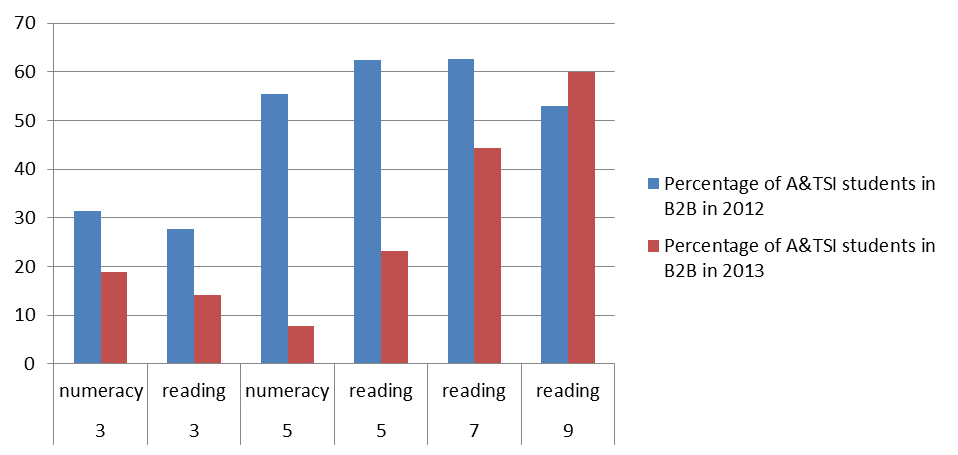 70
60
50
40
30
20
10
0
numeracy reading numeracy reading reading reading
3 3 5 5 7 9
Percentage of A&TSI students in
B2B in 2012
Percentage of A&TSI students in
B2B in 2013